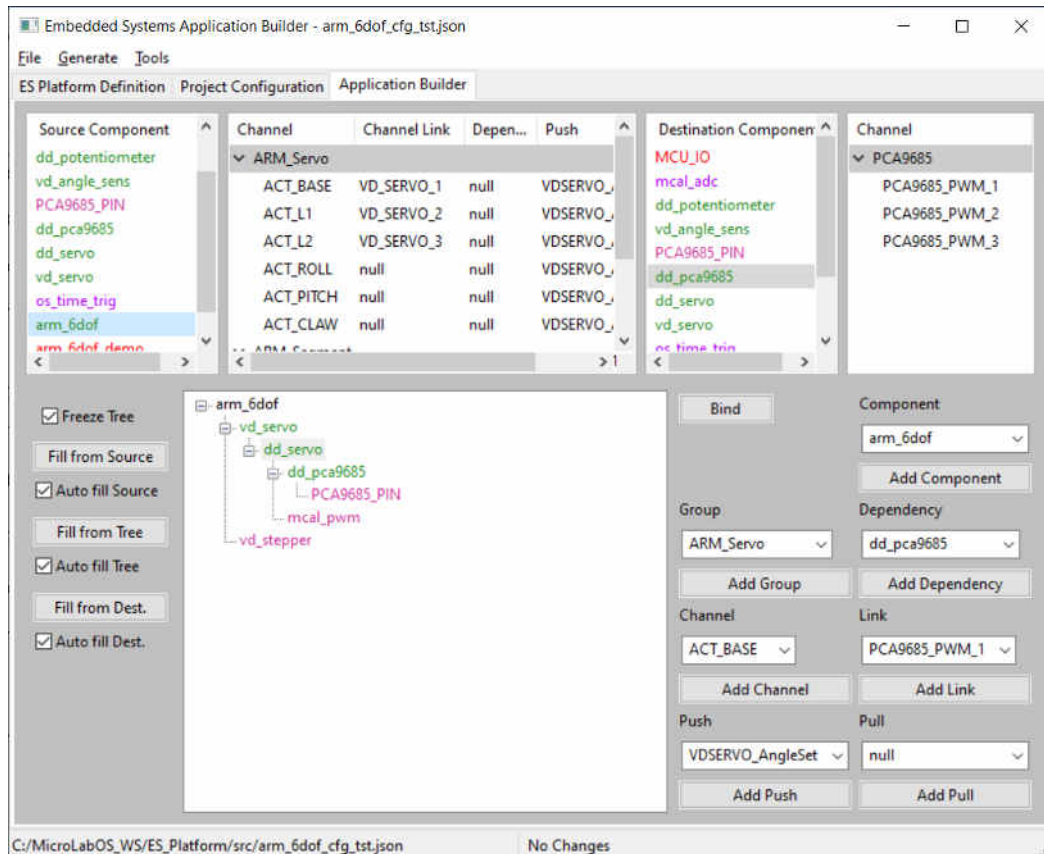 Embedded Systems Application Builder - arm_6dof_cfg_tst.json
File Generate Tools
ES Platform Definition Project Configuration Application Builder
Source Component
dd_potentiometer
vd_angle_sens
PCA9685_PIN
dd_pca9685
dd_servo
vd_servo
os_time_trig
arm_6dof
arm_6dof_demo
Channel Channel Link Depen... Push
ARM_Servo
ACT_BASE VD_SERVO_1 null VDSERVO_
ACT_L1 VD_SERVO_2 null VDSERVO_
ACT_L2 VD_SERVO_3 null VDSERVO_
ACT_ROLL null null VDSERVO_
ACT_PITCH null null VDSERVO_
ACT_CLAW null null VDSERVO_
ARM_Segment
1
Destination Componen
MCU_IO
mcal_adc
dd_potentiometer
vd_angle_sens
PCA9685_PIN
dd_pca9685
dd_servo
vd_servo
os_time_trig
Channel
PCA9685
PCA9685_PWM_1
PCA9685_PWM_2
PCA9685_PWM_3
Freeze Tree
Fill from Source
Auto fill Source
Fill from Tree
Auto fill Tree
Fill from Dest.
Auto fill Dest.
arm_6dof
vd_servo
dd_servo
dd_pca9685
PCA9685_PIN
mcal_pwm
vd_stepper
Bind
Component
arm_6dof
Add Component
Group Dependency
ARM_Servo dd_pca9685
Add Group Add Dependency
Channel Link
ACT_BASE PCA9685_PWM_1
Add Channel Add Link
Push Pull
VDSERVO_AngleSet null
Add Push Add Pull
C:/MicroLabOS_WS/ES_Platform/src/arm_6dof_cfg_tst.json No Changes